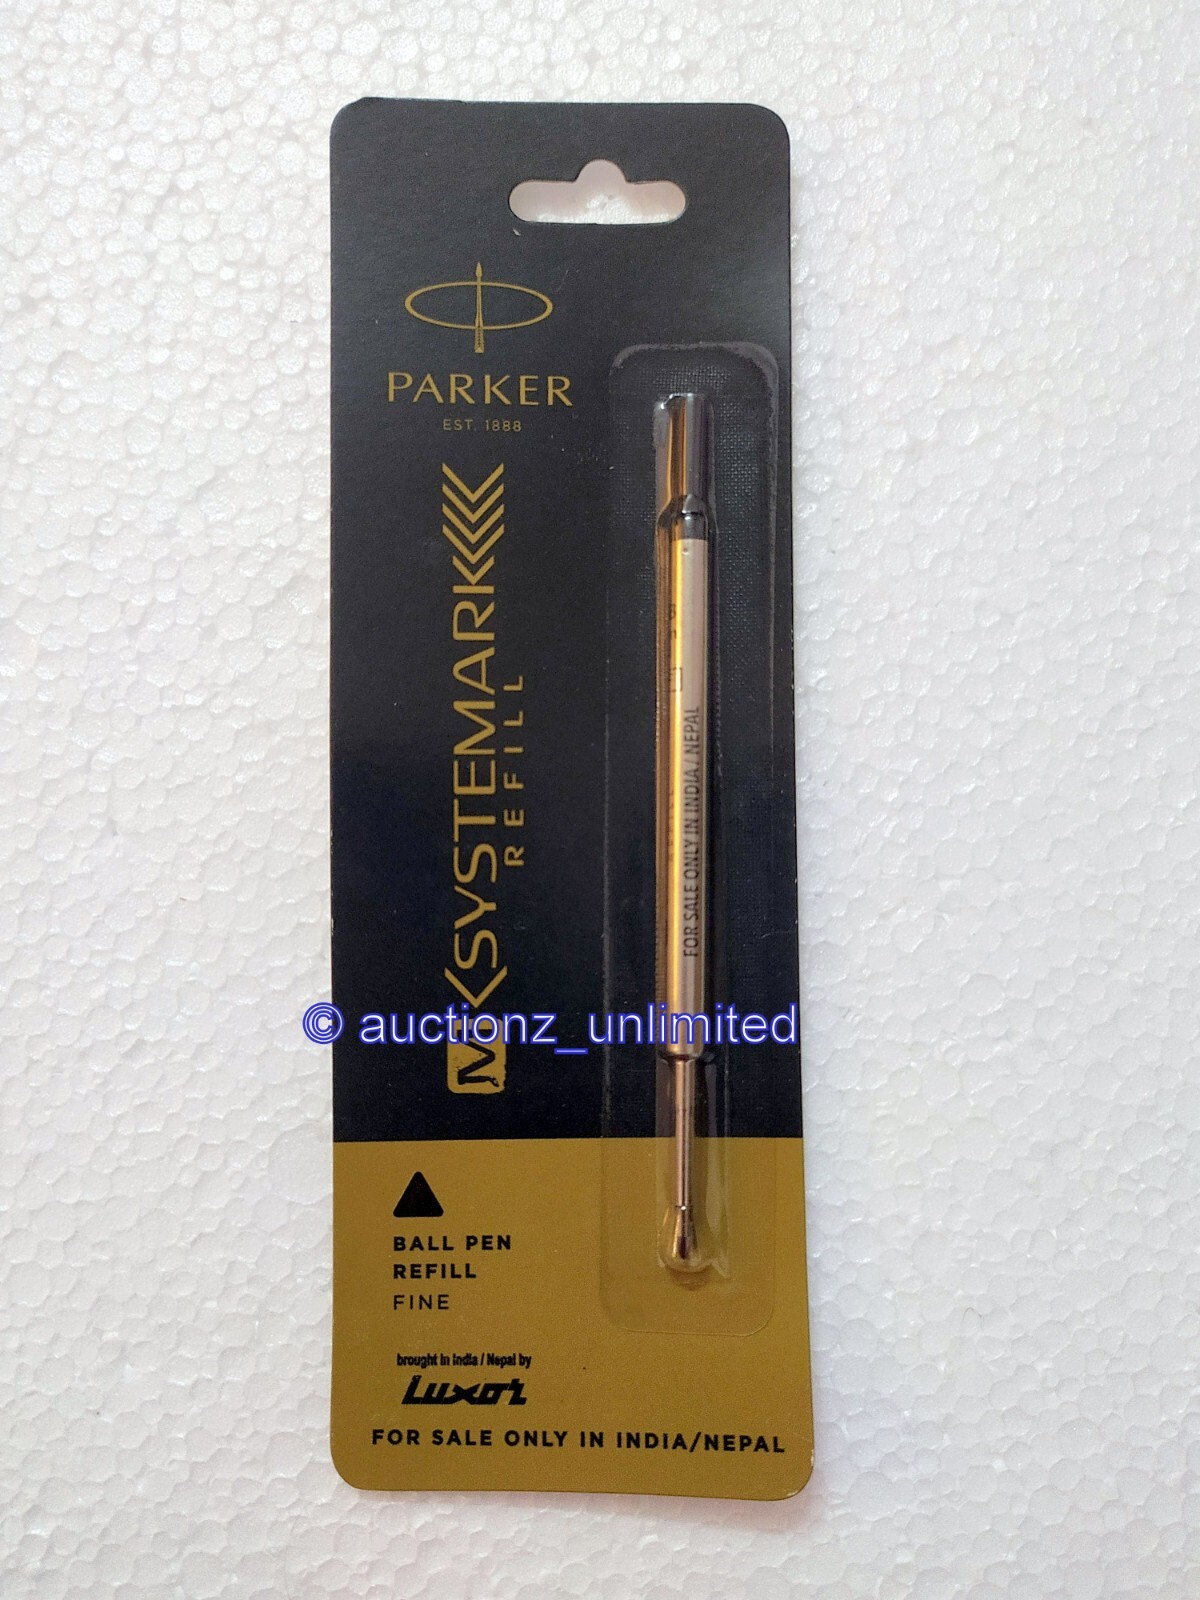 PARKER
EST. 1888
SYSTEMARK
REFILL
FOR SALE ONLY IN INDIA / NEPAL
© auctionz_unlimited
BALL PEN
REFILL
FINE
brought in India / Nepal by
Luxor
FOR SALE ONLY IN INDIA/NEPAL